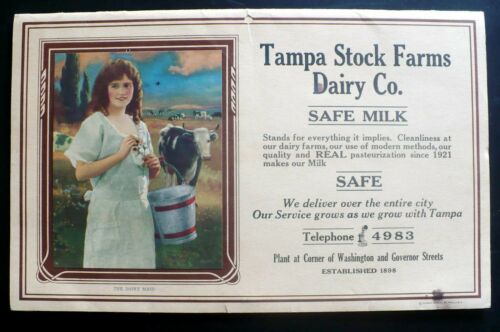 Tampa Stock Farms
Dairy Co.
SAFE MILK
Stands for everything it implies. Cleanliness at
our dairy farms, our use of modern methods, our
quality and REAL pasteurization since 1921
makes our Milk
SAFE
We deliver over the entire city
Our Service grows as we grow with Tampa
Telephone 4983
Plant at Corner of Washington and Governor Streets
ESTABLISHED 1898
THE DAIRY MAID